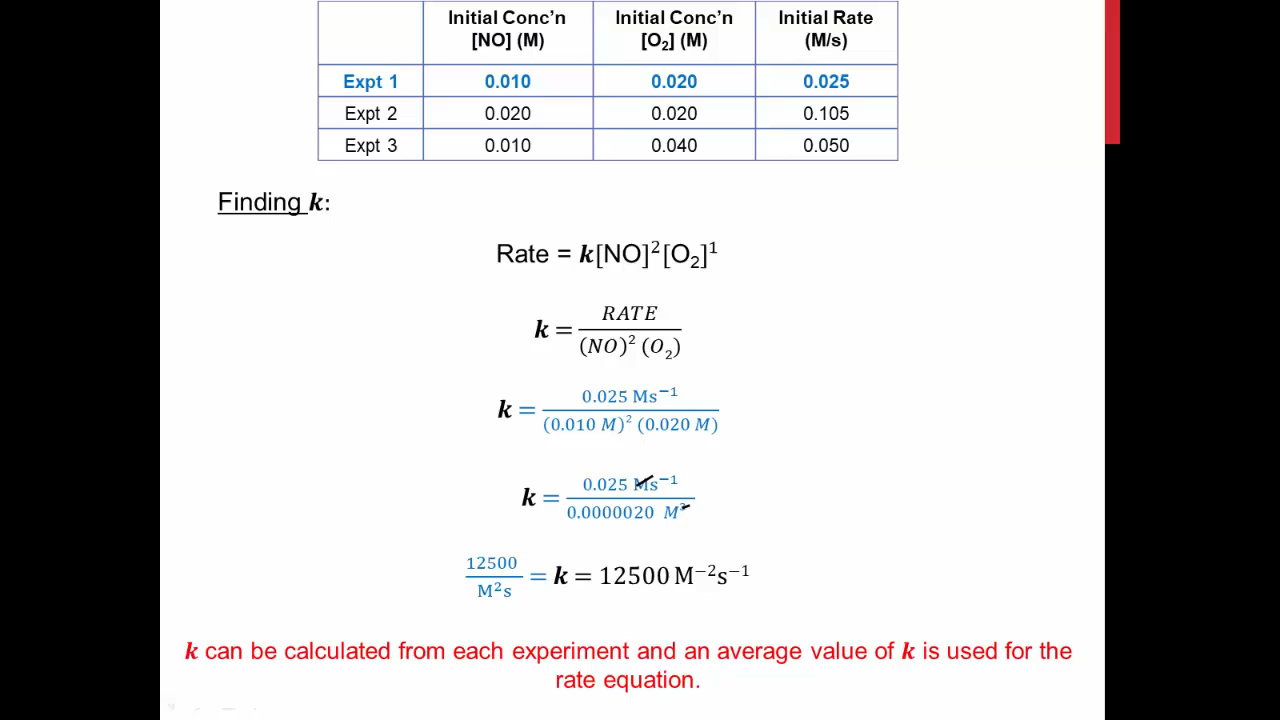 Initial Conc’n [NO] (M) Initial Conc’n [O₂] (M) Initial Rate (M/s)
Expt 1 0.010 0.020 0.025
Expt 2 0.020 0.020 0.105
Expt 3 0.010 0.040 0.050
Finding k:
Rate = k[NO]²[O₂]¹
k = RATE / (NO)² (O₂)
k = 0.025 Ms⁻¹ / (0.010 M)² (0.020 M)
k = 0.025 Ms⁻¹ / 0.0000020 M³
12500 / M²s = k = 12500 M⁻²s⁻¹
k can be calculated from each experiment and an average value of k is used for the
rate equation.